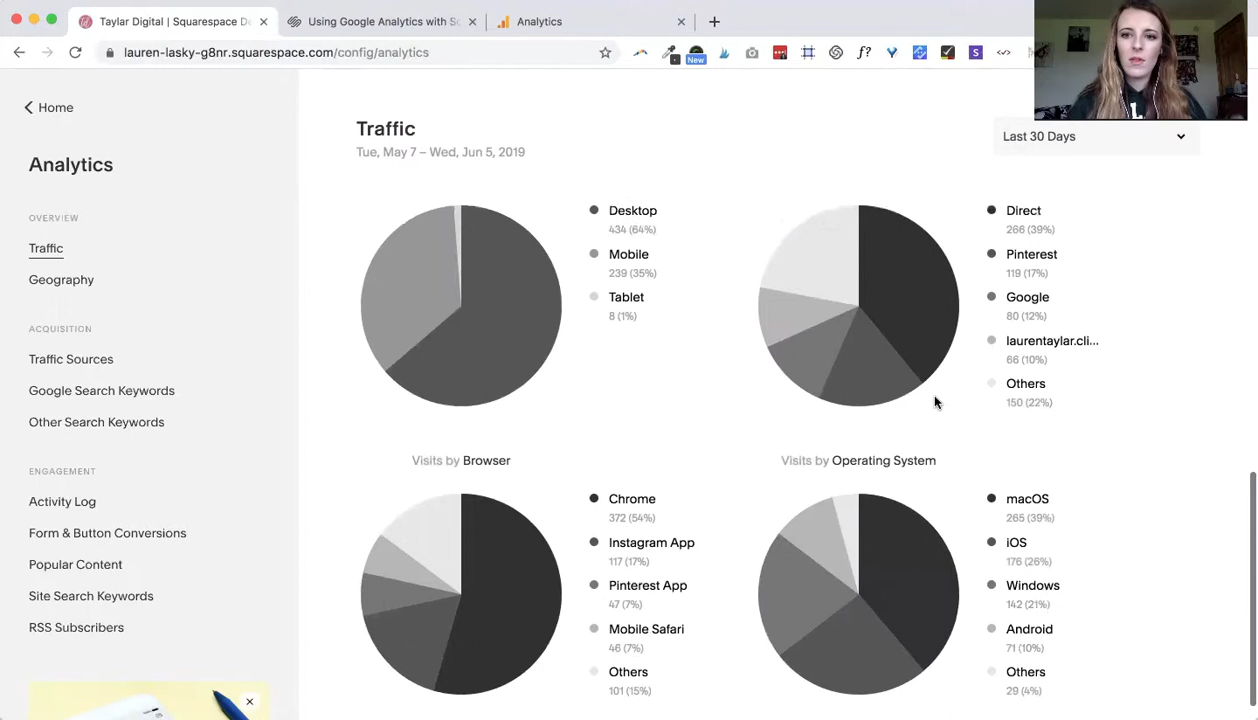 Taylar Digital | Squarespace De
Using Google Analytics with Sq
Analytics
lauren-lasky-g8nr.squarespace.com/config/analytics
New
f?
S
</>
Home
Analytics
OVERVIEW
Traffic
Geography
ACQUISITION
Traffic Sources
Google Search Keywords
Other Search Keywords
ENGAGEMENT
Activity Log
Form & Button Conversions
Popular Content
Site Search Keywords
RSS Subscribers
Traffic
Tue, May 7 – Wed, Jun 5, 2019
Last 30 Days
Desktop
434 (64%)
Mobile
239 (35%)
Tablet
8 (1%)
Direct
266 (39%)
Pinterest
119 (17%)
Google
80 (12%)
laurentaylar.cli...
66 (10%)
Others
150 (22%)
Visits by Browser
Chrome
372 (54%)
Instagram App
117 (17%)
Pinterest App
47 (7%)
Mobile Safari
46 (7%)
Others
101 (15%)
Visits by Operating System
macOS
265 (39%)
iOS
176 (26%)
Windows
142 (21%)
Android
71 (10%)
Others
29 (4%)